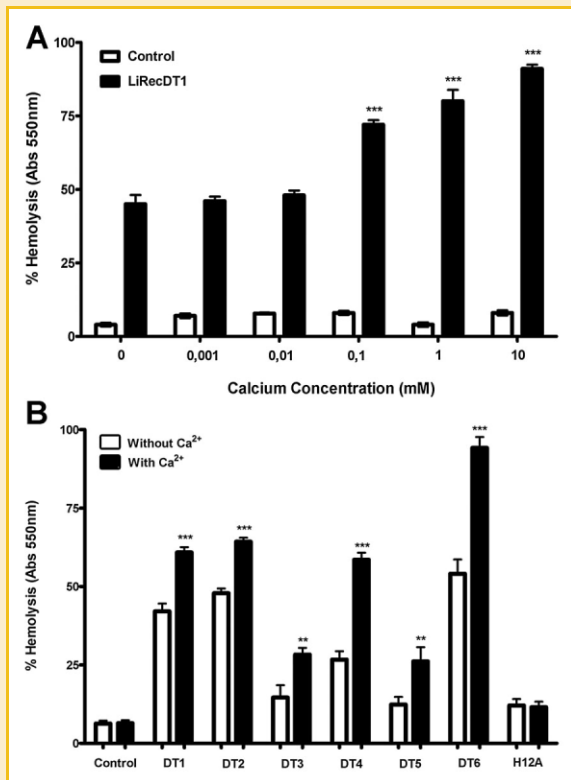 A
Control
LiRecDT1
% Hemolysis (Abs 550nm)
100
75
50
25
0
*** *** ***
0 0,001 0,01 0,1 1 10
Calcium Concentration (mM)
B
Without Ca²⁺
With Ca²⁺
% Hemolysis (Abs 550nm)
100
75
50
25
0
*** *** ** *** ** ***
Control DT1 DT2 DT3 DT4 DT5 DT6 H12A